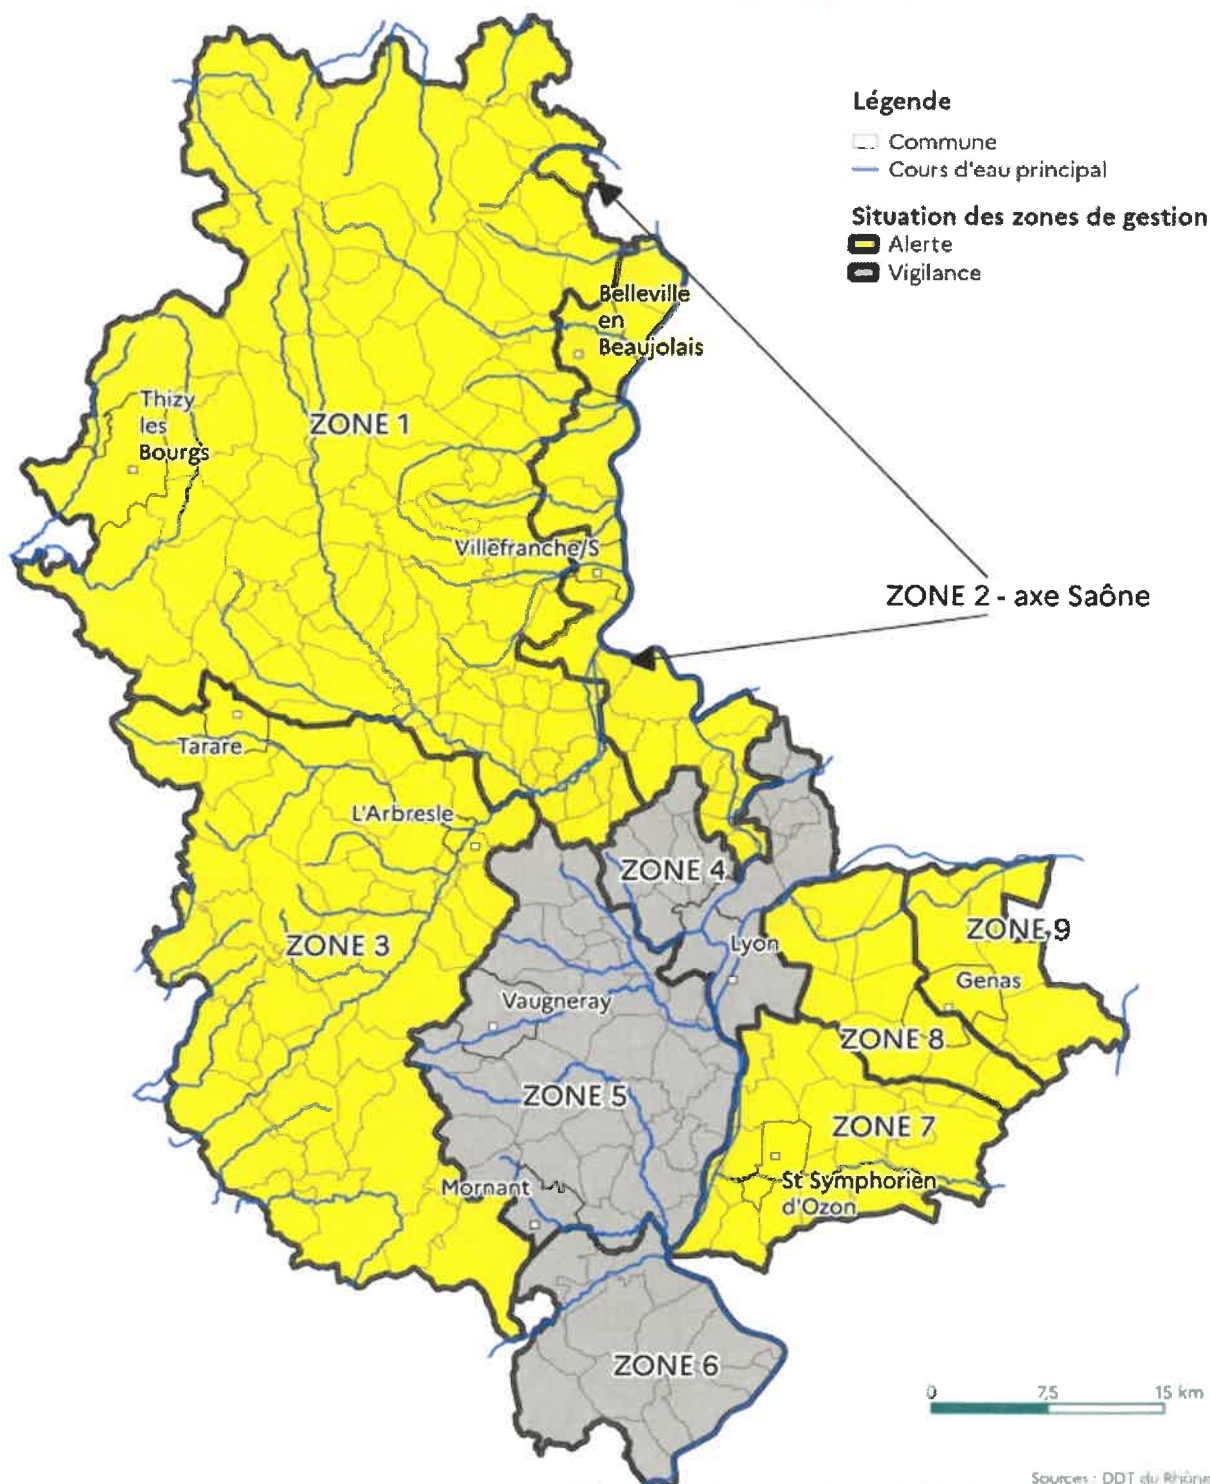 Légende
Commune
Cours d'eau principal
Situation des zones de gestion
Alerte
Vigilance
Belleville
en
Beaujolais
Thizy
les
Bourgs
ZONE 1
Villefranche/S
ZONE 2 - axe Saône
Tarare
L'Arbresle
ZONE 4
ZONE 3
Lyon
ZONE 9
Genas
Vaugneray
ZONE 8
ZONE 5
ZONE 7
Mornant
St Symphorien
d'Ozon
ZONE 6
0 7,5 15 km
Sources : DDT du Rhône